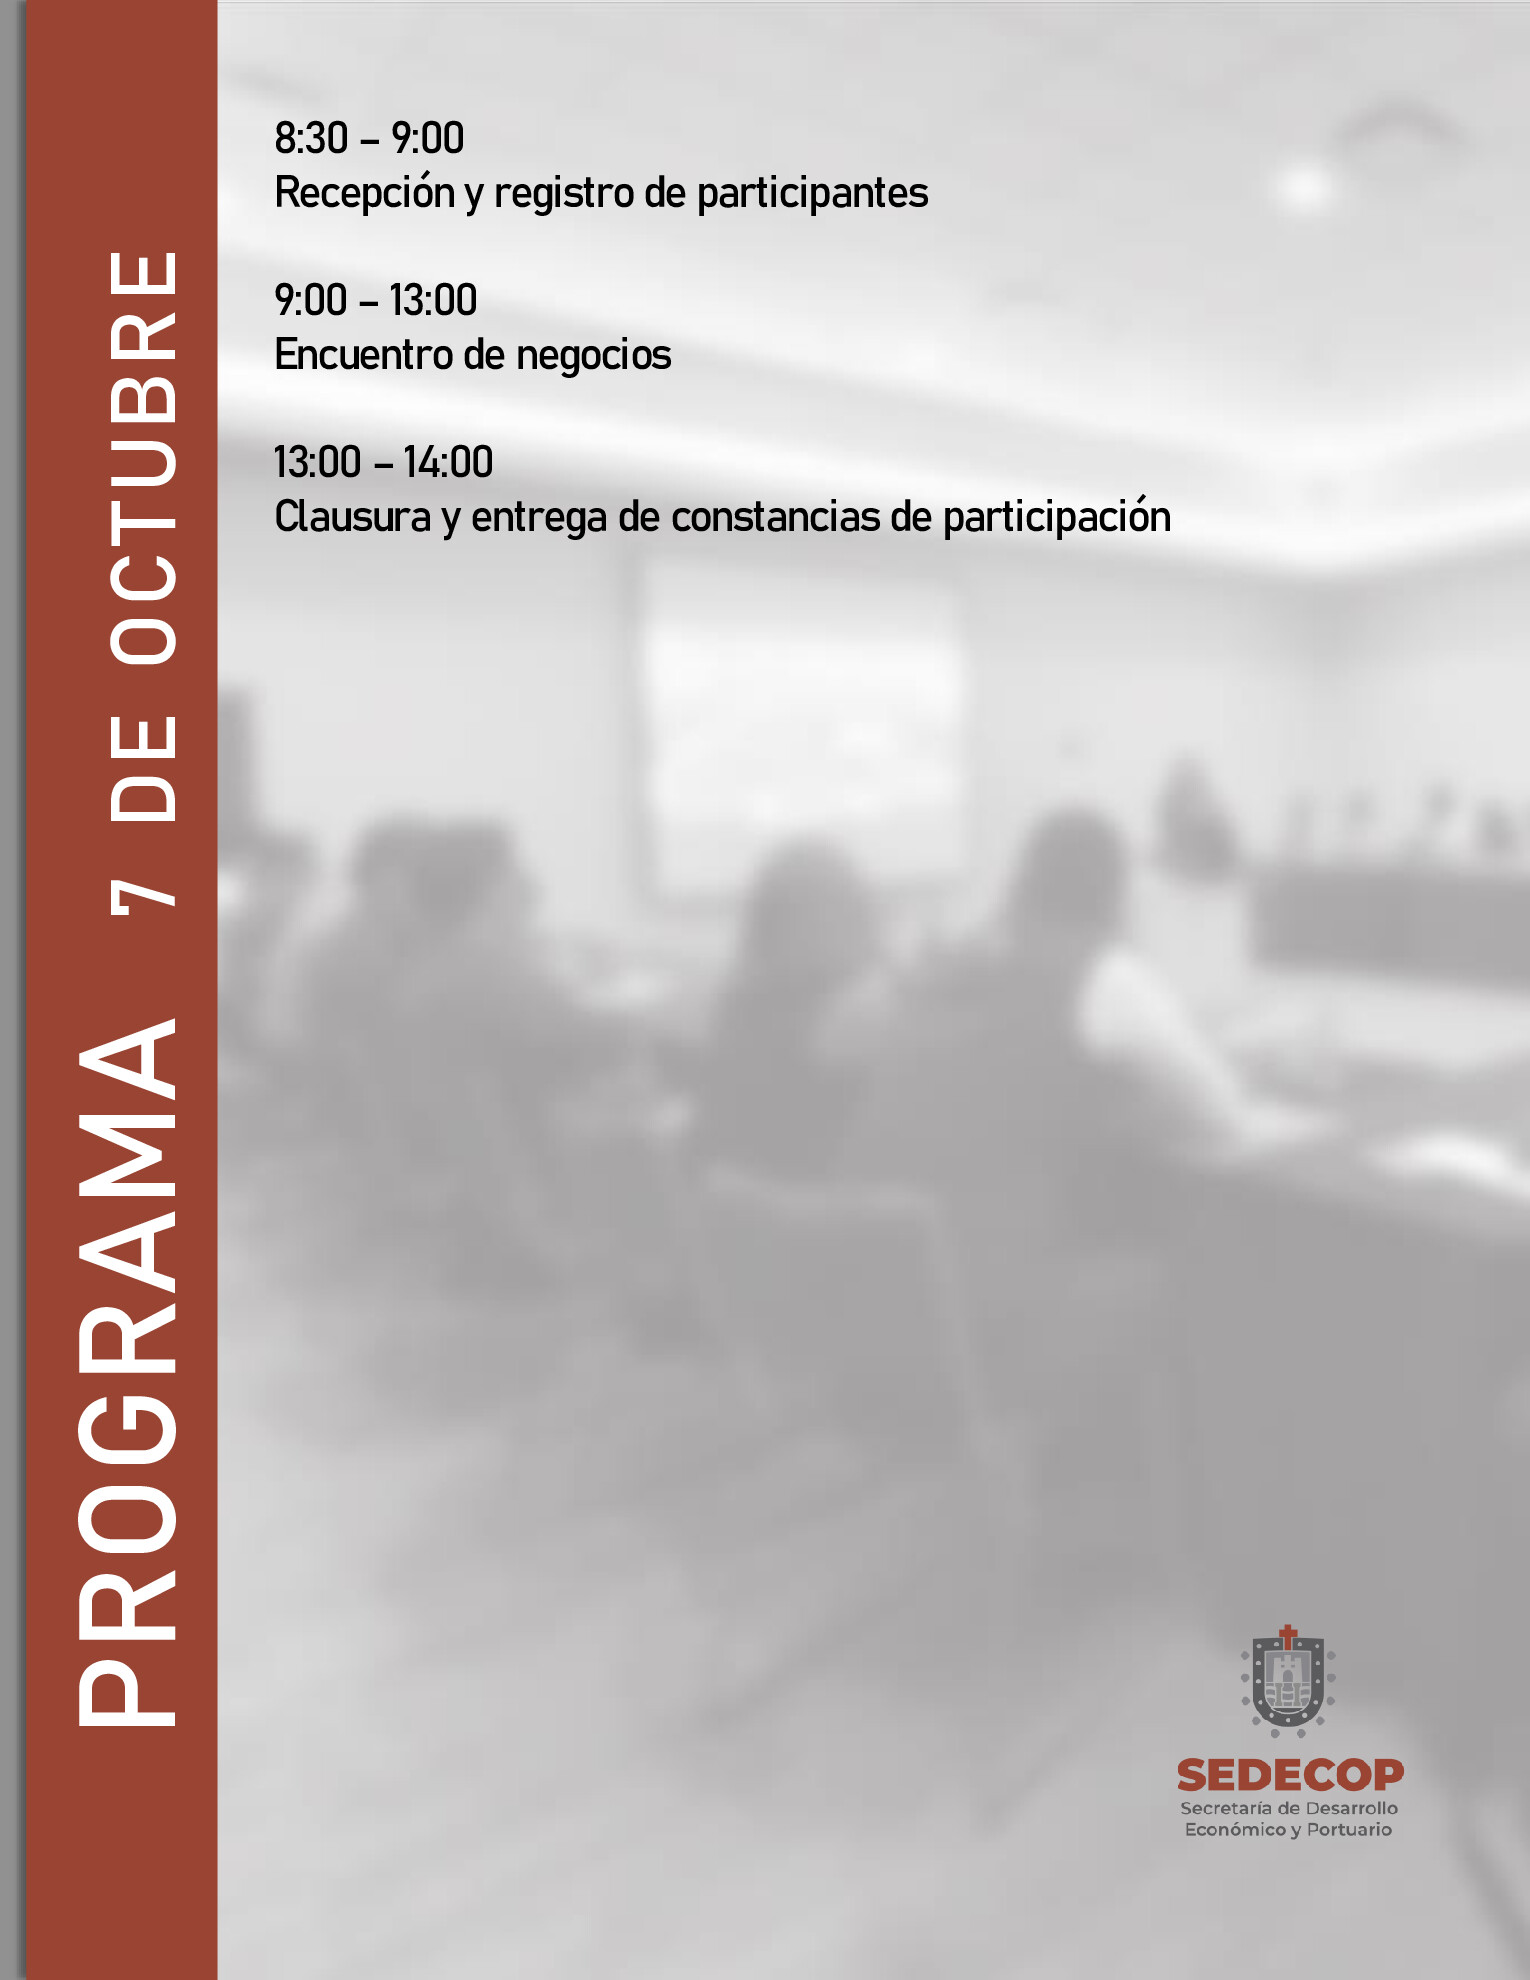 PROGRAMA 7 DE OCTUBRE
8:30 – 9:00
Recepción y registro de participantes
9:00 – 13:00
Encuentro de negocios
13:00 – 14:00
Clausura y entrega de constancias de participación
SEDECOP
Secretaría de Desarrollo
Económico y Portuario